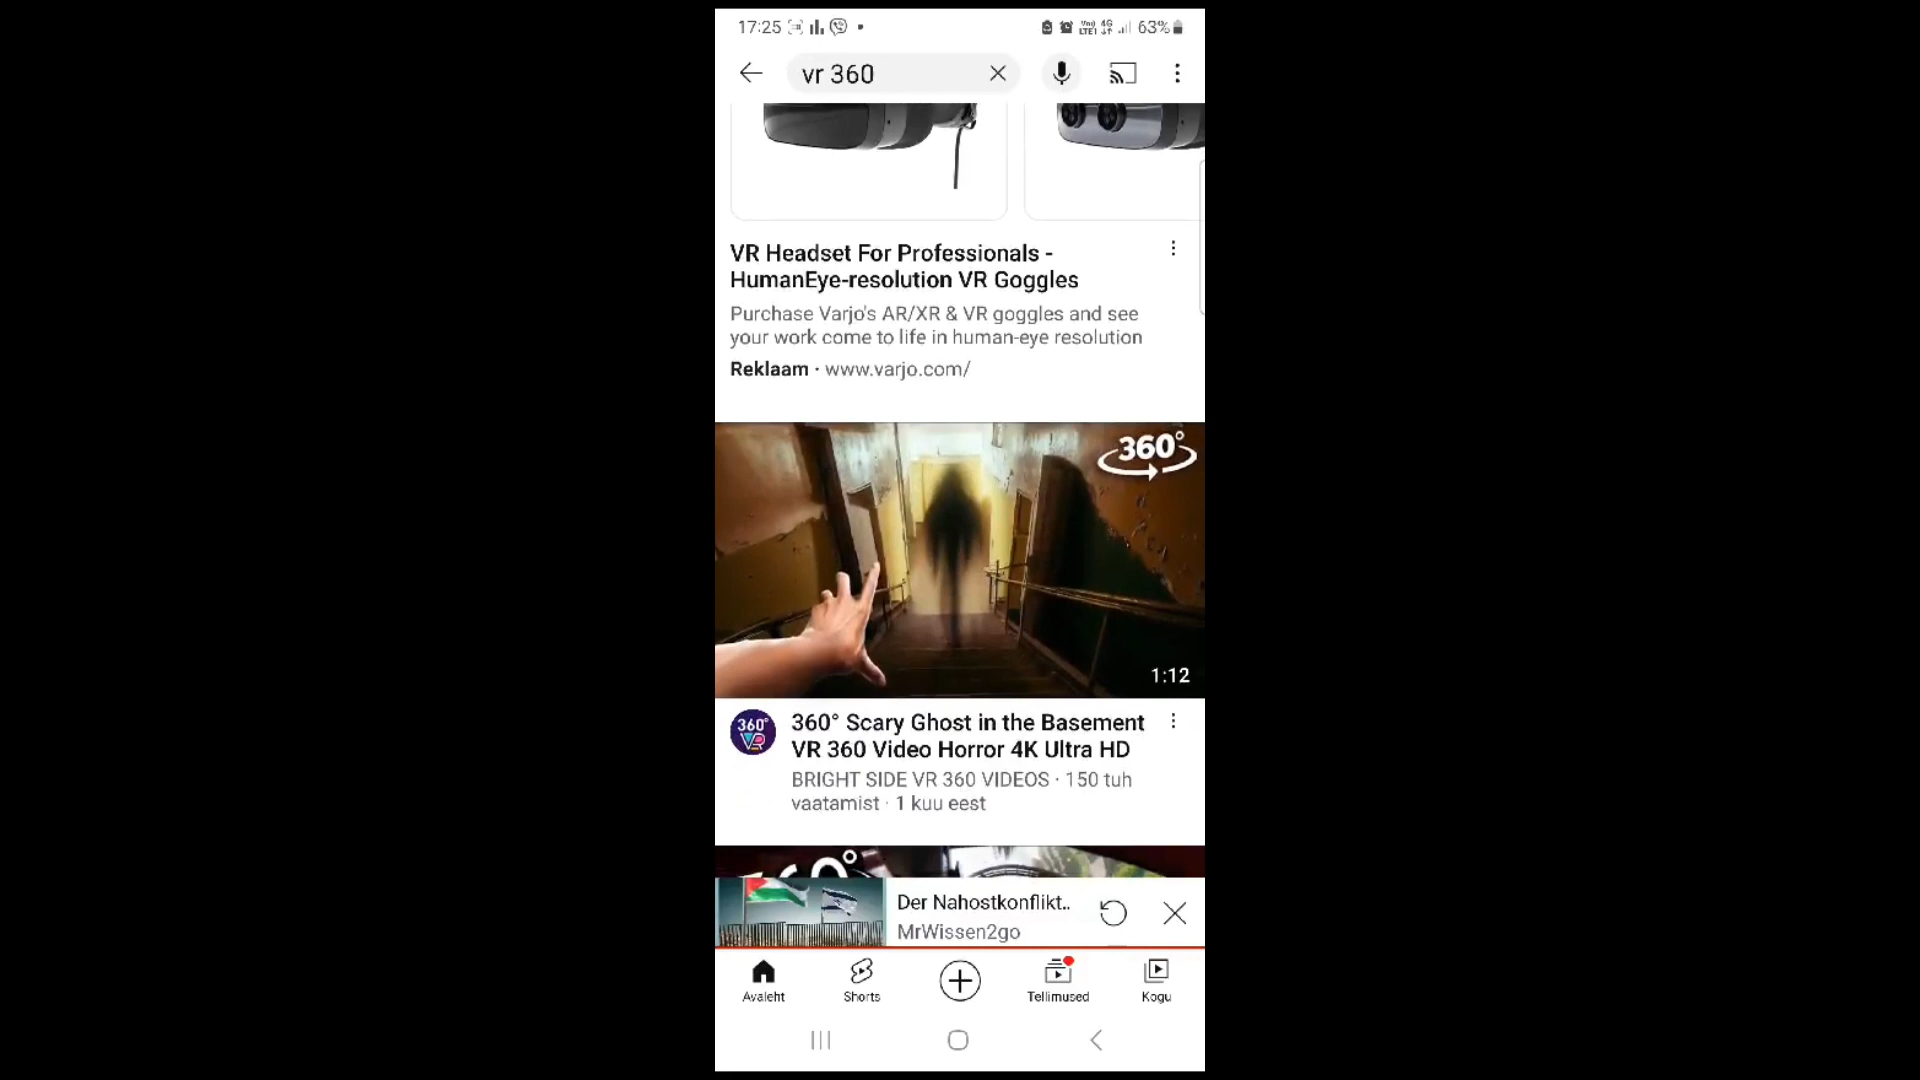 17:25 63%
vr 360
VR Headset For Professionals -
HumanEye-resolution VR Goggles
Purchase Varjo's AR/XR & VR goggles and see
your work come to life in human-eye resolution
Reklaam · www.varjo.com/
360°
1:12
360°
VR
360° Scary Ghost in the Basement
VR 360 Video Horror 4K Ultra HD
BRIGHT SIDE VR 360 VIDEOS · 150 tuh
vaatamist · 1 kuu eest
Der Nahostkonflikt..
MrWissen2go
Avaleht Shorts Tellimused Kogu